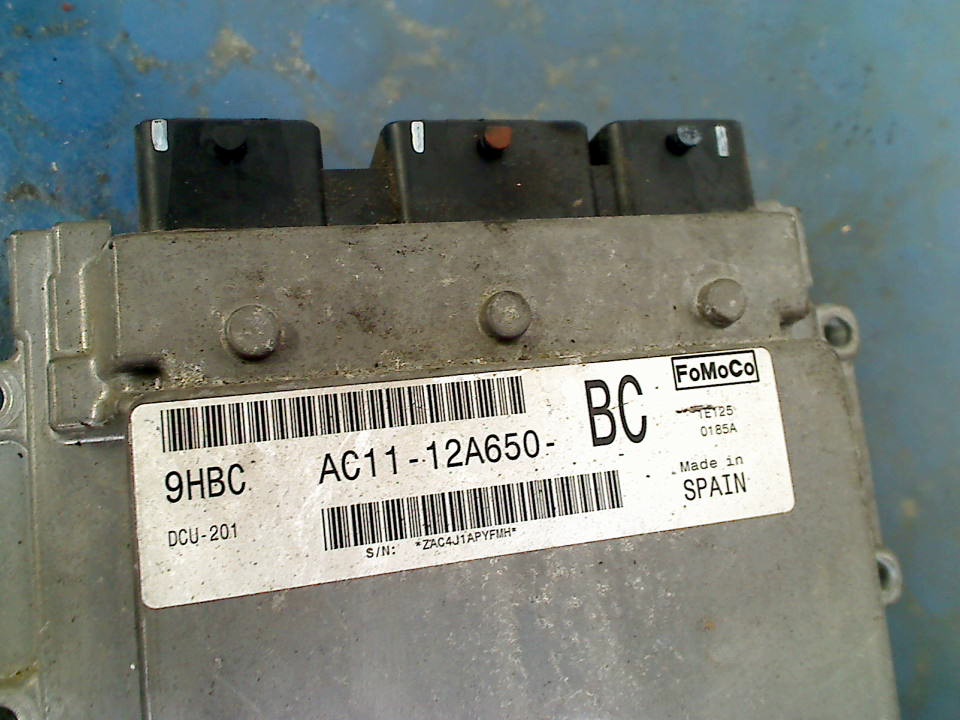 FoMoCo
BC
1E125
0185A
9HBC AC11-12A650-
Made in
SPAIN
DCU-201
S/N: *ZAC4J1APYFMH*